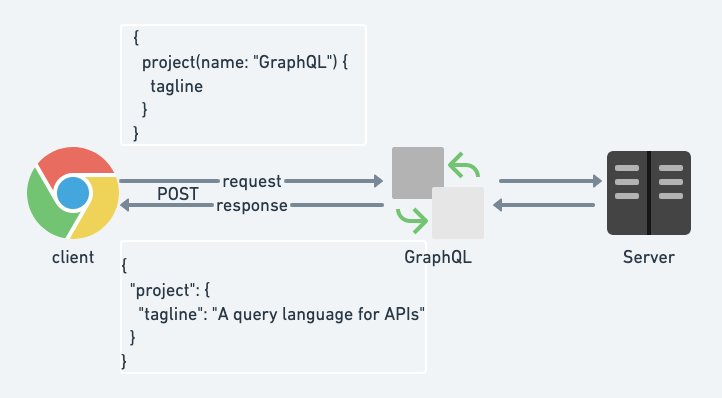 {
  project(name: "GraphQL") {
    tagline
  }
}
request
POST
response
client
GraphQL
Server
{
  "project": {
    "tagline": "A query language for APIs"
  }
}